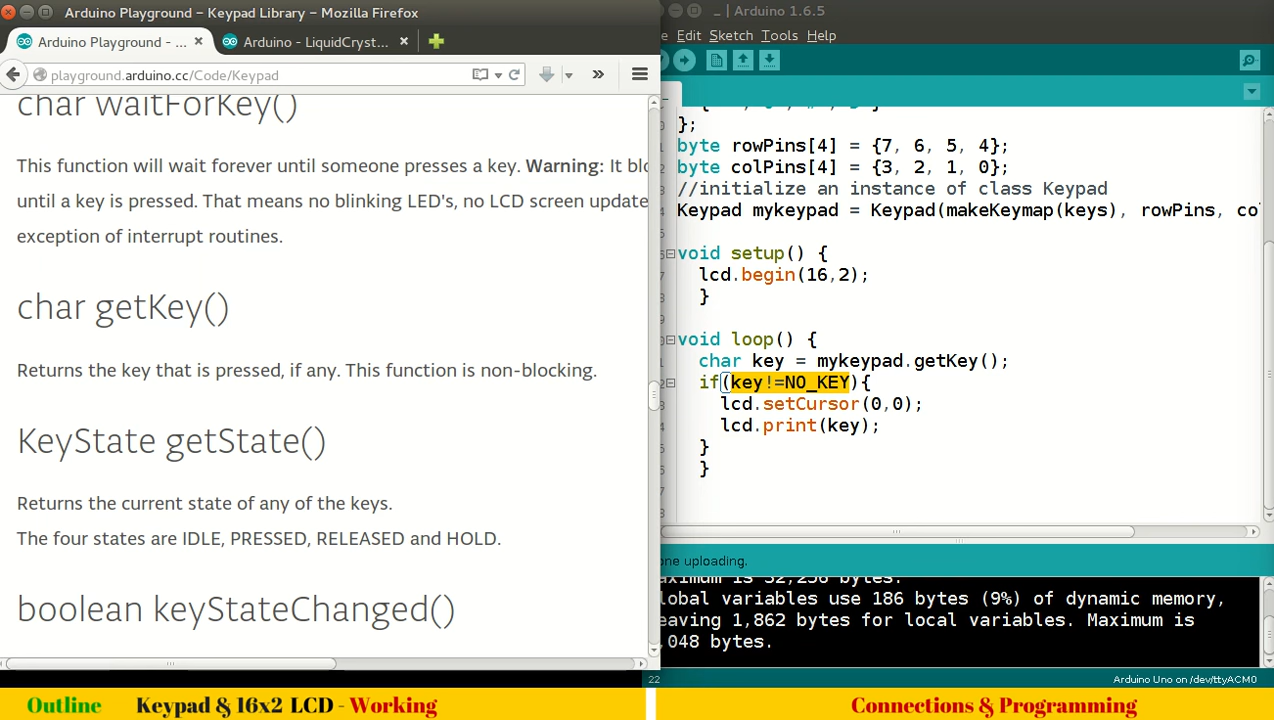 Arduino Playground – Keypad Library – Mozilla Firefox
Arduino Playground - ...
Arduino - LiquidCryst...
playground.arduino.cc/Code/Keypad
char waitForKey()
This function will wait forever until someone presses a key. Warning: It blo
until a key is pressed. That means no blinking LED's, no LCD screen update
exception of interrupt routines.
char getKey()
Returns the key that is pressed, if any. This function is non-blocking.
KeyState getState()
Returns the current state of any of the keys.
The four states are IDLE, PRESSED, RELEASED and HOLD.
boolean keyStateChanged()
_ | Arduino 1.6.5
e Edit Sketch Tools Help
};
byte rowPins[4] = {7, 6, 5, 4};
byte colPins[4] = {3, 2, 1, 0};
//initialize an instance of class Keypad
Keypad mykeypad = Keypad(makeKeymap(keys), rowPins, co
void setup() {
lcd.begin(16,2);
}
void loop() {
char key = mykeypad.getKey();
if(key!=NO_KEY){
lcd.setCursor(0,0);
lcd.print(key);
}
}
one uploading.
aximum is 32,256 bytes.
lobal variables use 186 bytes (9%) of dynamic memory,
eaving 1,862 bytes for local variables. Maximum is
,048 bytes.
22
Arduino Uno on /dev/ttyACM0
Outline Keypad & 16x2 LCD - Working
Connections & Programming